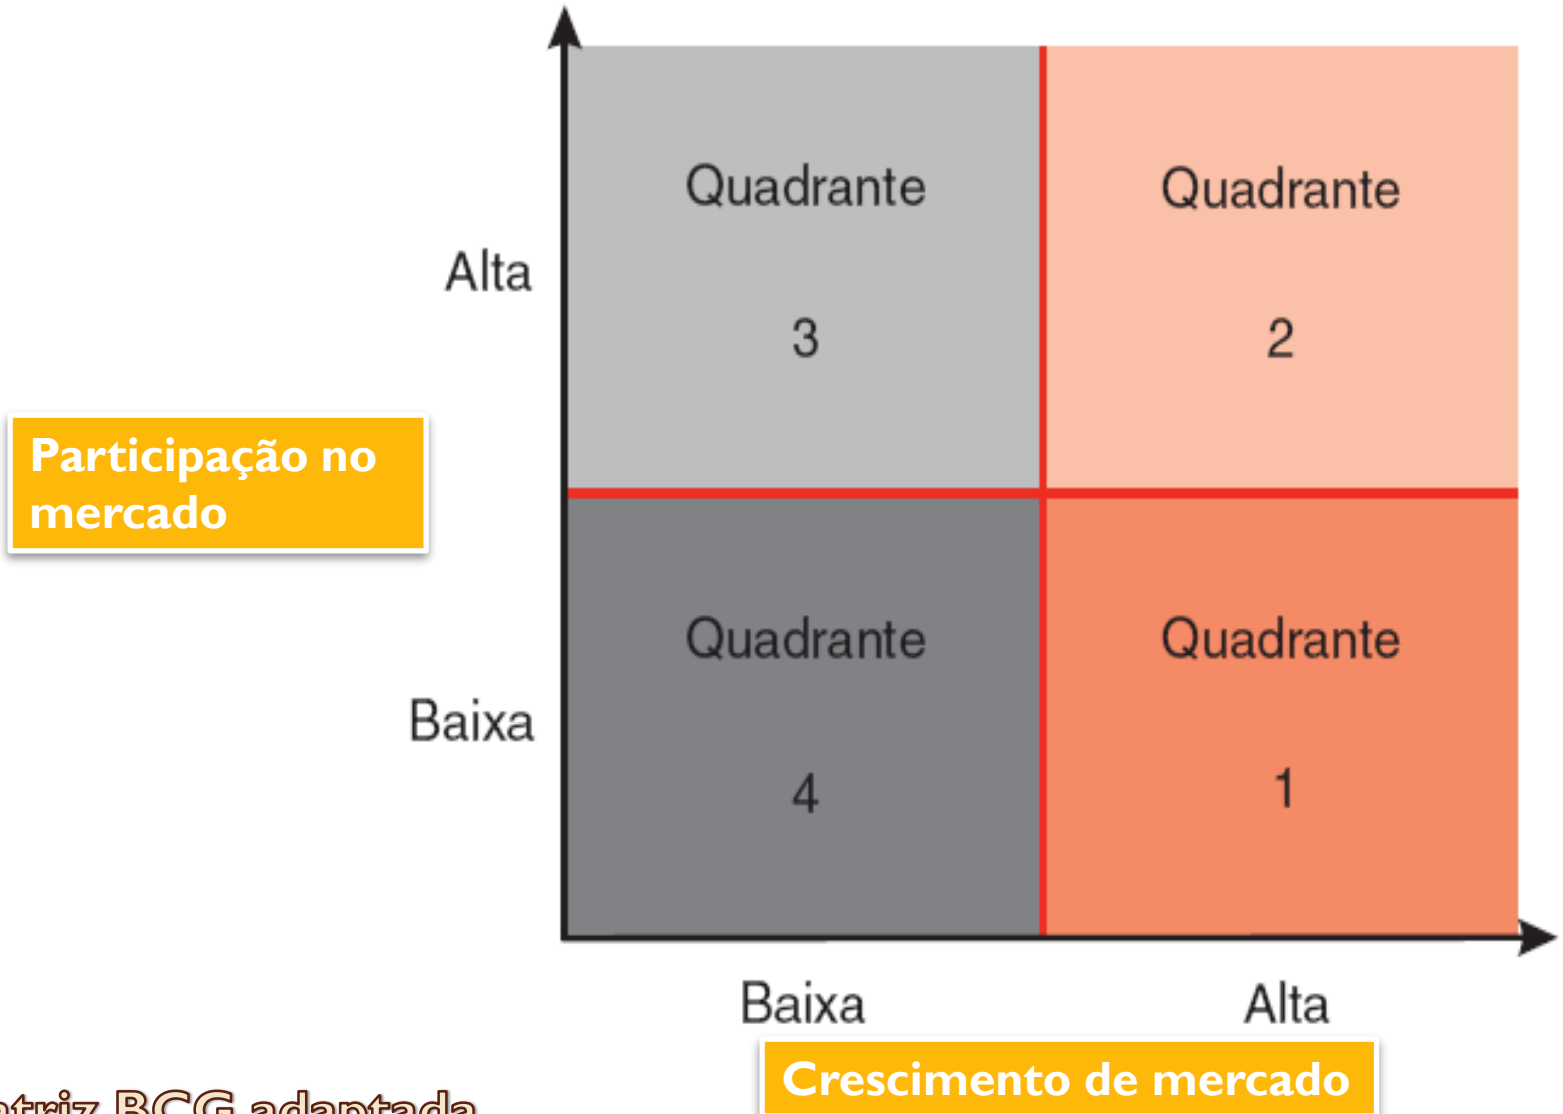 Quadrante Quadrante
Alta
3 2
Participação no
mercado
Quadrante Quadrante
Baixa
4 1
Baixa Alta
Crescimento de mercado
BCG adaptada